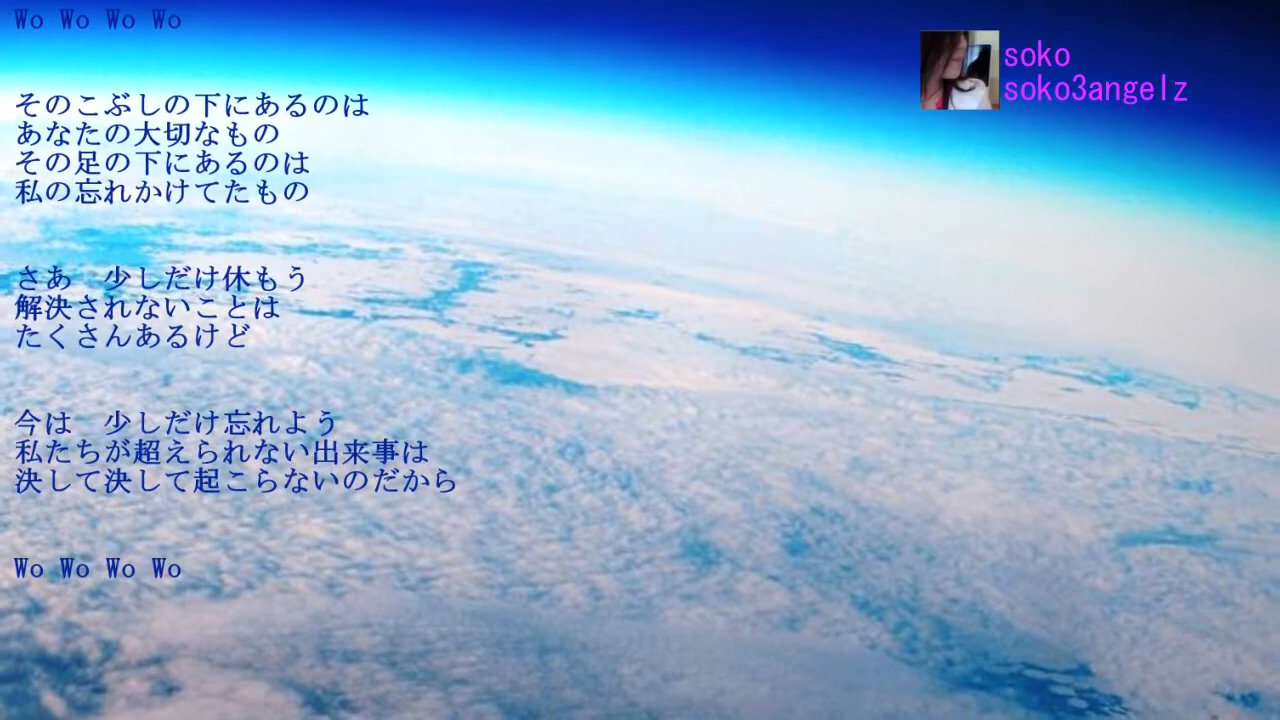 Wo Wo Wo Wo
soko
soko3angelz
そのこぶしの下にあるのは
あなたの大切なもの
その足の下にあるのは
私の忘れかけてたもの
さあ　少しだけ休もう
解決されないことは
たくさんあるけど
今は　少しだけ忘れよう
私たちが超えられない出来事は
決して決して起こらないのだから
Wo Wo Wo Wo